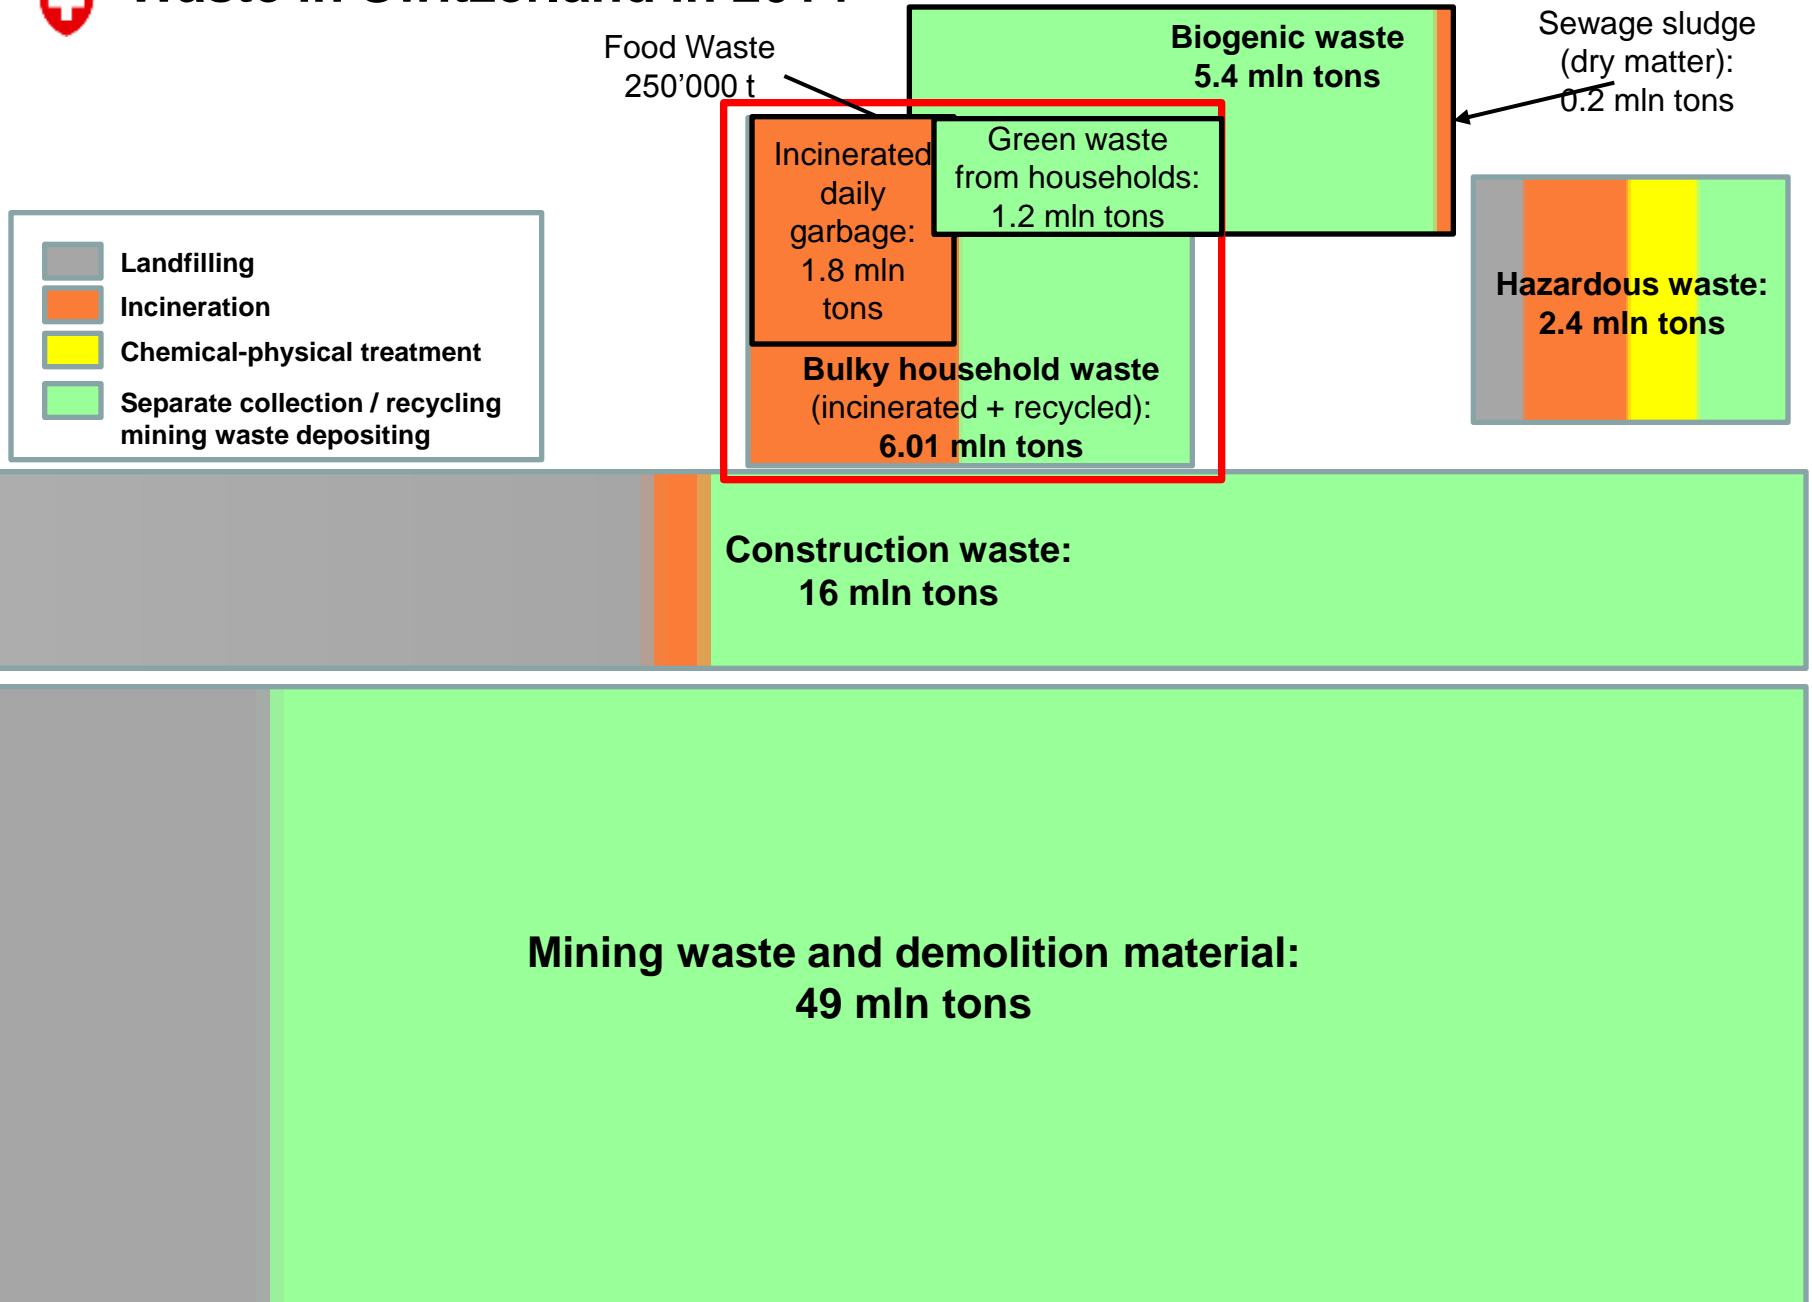 Food Waste
250’000 t
Biogenic waste
5.4 mln tons
Sewage sludge
(dry matter):
0.2 mln tons
Incinerated
daily
garbage:
1.8 mln
tons
Green waste
from households:
1.2 mln tons
Landfilling
Incineration
Chemical-physical treatment
Separate collection / recycling
mining waste depositing
Hazardous waste:
2.4 mln tons
Bulky household waste
(incinerated + recycled):
6.01 mln tons
Construction waste:
16 mln tons
Mining waste and demolition material:
49 mln tons